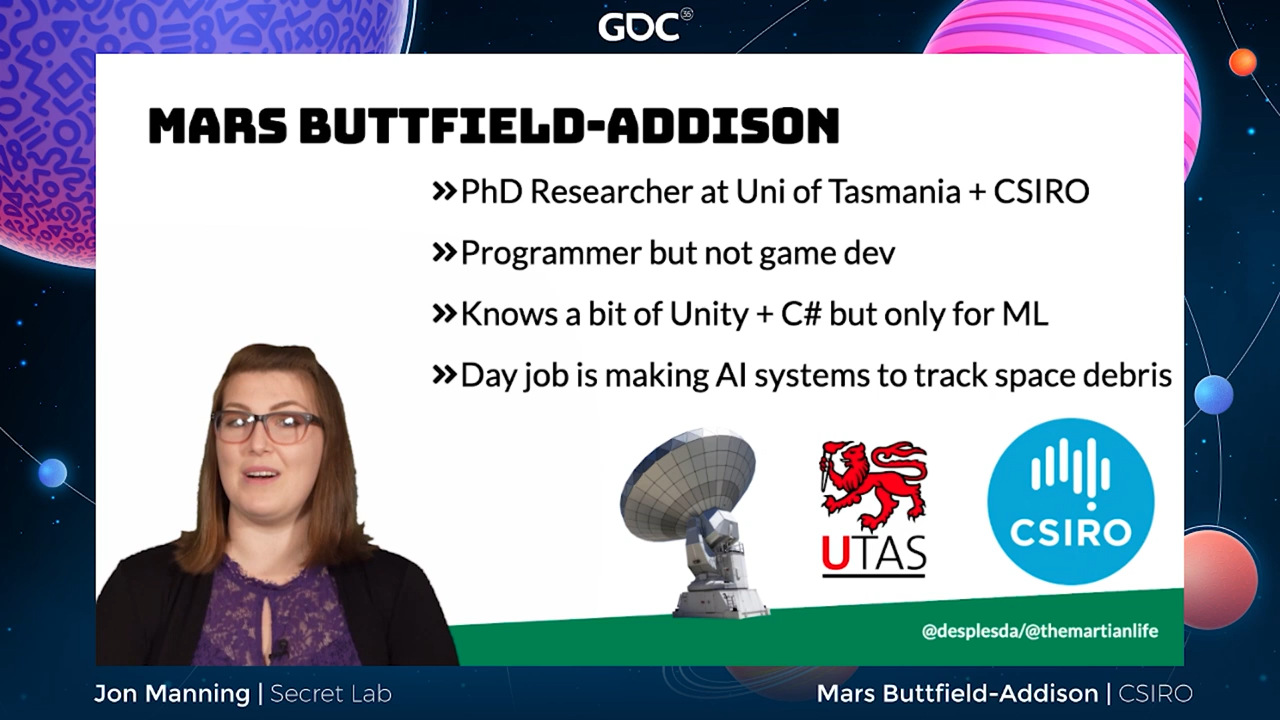 GDC 35
MARS BUTTFIELD-ADDISON
»PhD Researcher at Uni of Tasmania + CSIRO
»Programmer but not game dev
»Knows a bit of Unity + C# but only for ML
»Day job is making AI systems to track space debris
UTAS
CSIRO
@desplesda/@themartianlife
Jon Manning | Secret Lab
Mars Buttfield-Addison | CSIRO